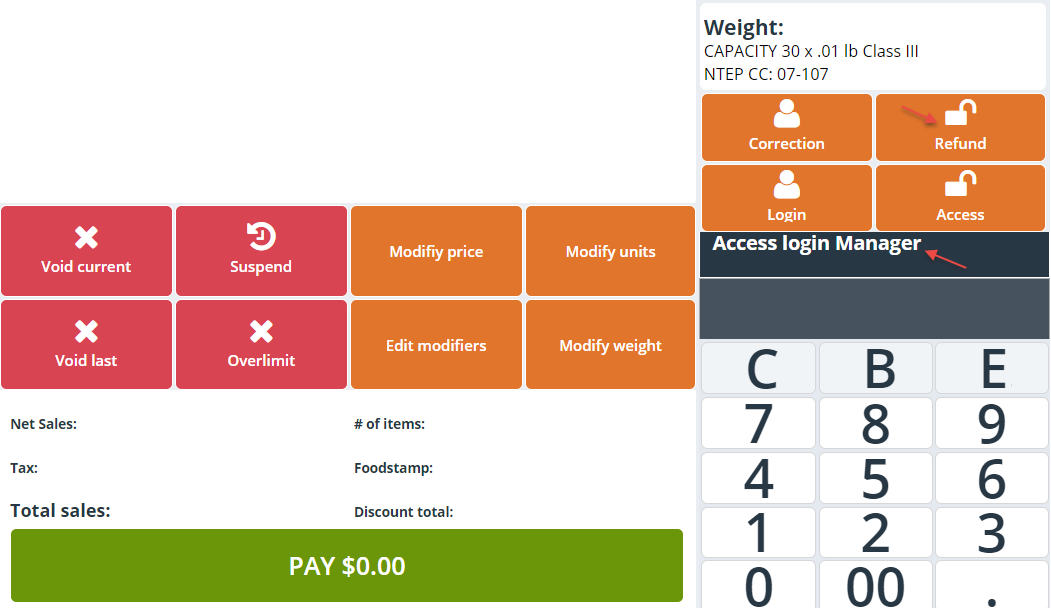 Weight:
CAPACITY 30 x .01 lb Class III
NTEP CC: 07-107
Correction
Refund
Login
Access
Access login Manager
Void current
Suspend
Modifiy price
Modify units
Void last
Overlimit
Edit modifiers
Modify weight
Net Sales:
# of items:
Tax:
Foodstamp:
Total sales:
Discount total:
PAY $0.00
C B E
7 8 9
4 5 6
1 2 3
0 00 .